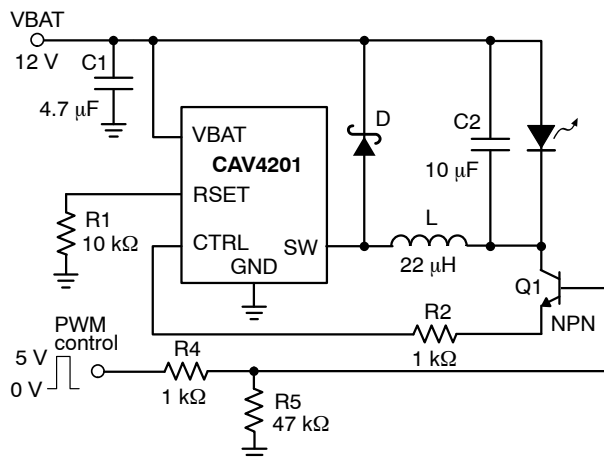 VBAT
12 V
C1
4.7 μF
VBAT
CAV4201
RSET
CTRL
SW
GND
R1
10 kΩ
D
C2
10 μF
L
22 μH
Q1
NPN
R2
1 kΩ
PWM
control
5 V
0 V
R4
1 kΩ
R5
47 kΩ